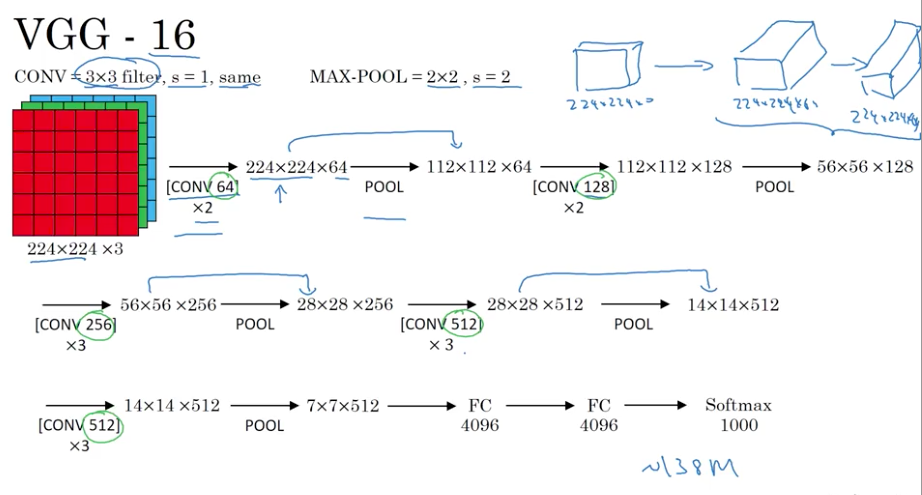 VGG - 16
CONV = 3×3 filter, s = 1, same
MAX-POOL = 2×2 , s = 2
224×224×3
224×224×64
224×224 ×3
[CONV 64]
×2
224×224×64
POOL
112×112 ×64
[CONV 128]
×2
112×112 ×128
POOL
56×56 ×128
[CONV 256]
×3
56×56 ×256
POOL
28×28 ×256
[CONV 512]
× 3
28×28 ×512
POOL
14×14×512
[CONV 512]
×3
14×14 ×512
POOL
7×7×512
FC
4096
FC
4096
Softmax
1000
~138M